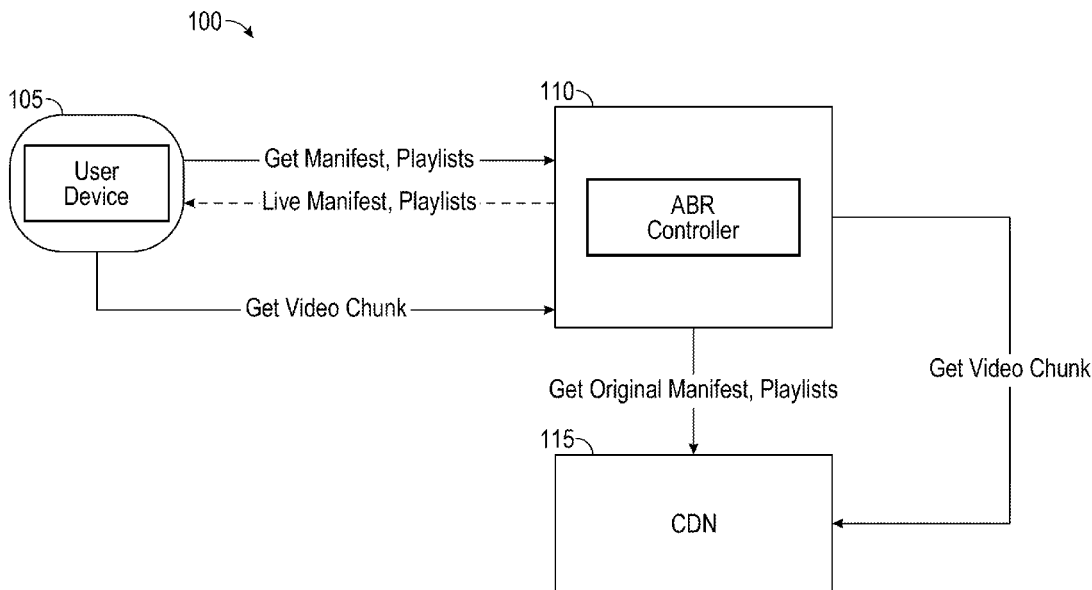 100
105
110
User
Device
Get Manifest, Playlists
Live Manifest, Playlists
ABR
Controller
Get Video Chunk
Get Video Chunk
Get Original Manifest, Playlists
115
CDN